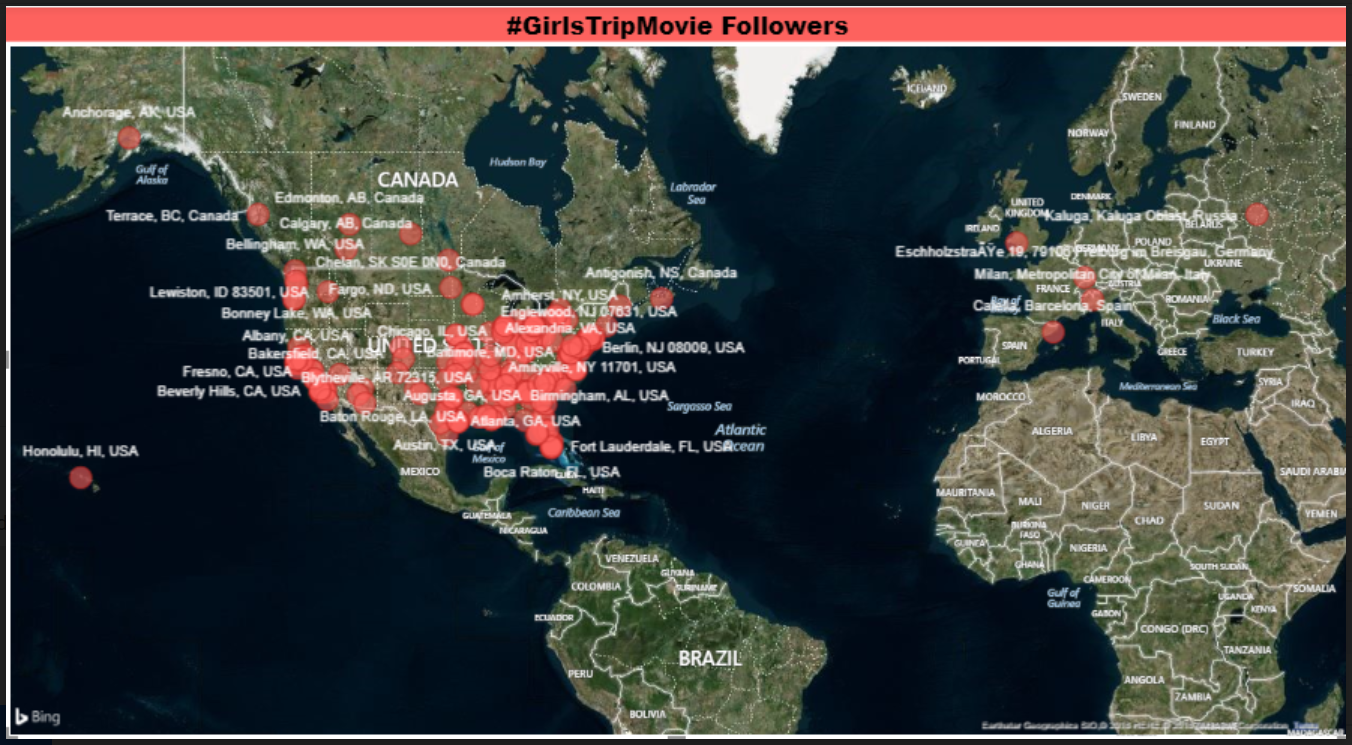 #GirlsTripMovie Followers
ICELAND
SWEDEN
FINLAND
NORWAY
Anchorage, AK, USA
Gulf of
Alaska
Hudson Bay
CANADA
Labrador
Sea
DENMARK
UNITED
KINGDOM
IRELAND
Edmonton, AB, Canada
Terrace, BC, Canada
Calgary, AB, Canada
Kaluga, Kaluga Oblast, Russia
BELARUS
Bellingham, WA, USA
POLAND
GERMANY
79106 Freiburg im Breisgau, Germany
Chelan, SK S0E 0N0, Canada
UKRAINE
Antigonish, NS, Canada
Milan, Metropolitan City of Milan, Italy
FRANCE
AUSTRIA
Lewiston, ID 83501, USA
Fargo, ND, USA
Amherst, NY, USA
ROMANIA
Calella, Barcelona, Spain
Bonney Lake, WA, USA
Englewood, NJ 07631, USA
Black Sea
ITALY
Albany, CA, USA
Chicago, IL, USA
Alexandria, VA, USA
SPAIN
PORTUGAL
GREECE
TURKEY
Bakersfield, CA, USA
UNITED
Baltimore, MD, USA
Berlin, NJ 08009, USA
Fresno, CA, USA
Blytheville, AR 72315, USA
Amityville, NY 11701, USA
Mediterranean Sea
SYRIA
IRAQ
Beverly Hills, CA, USA
Augusta, GA, USA
Birmingham, AL, USA
MOROCCO
Sargasso Sea
Baton Rouge, LA, USA
Atlanta, GA, USA
Atlantic
Ocean
ALGERIA
LIBYA
EGYPT
Austin, TX, USA
Gulf of
Mexico
Fort Lauderdale, FL, USA
Honolulu, HI, USA
MEXICO
Boca Raton, FL, USA
CUBA
HAITI
SAUDI ARABIA
MAURITANIA
MALI
NIGER
CHAD
SUDAN
YEMEN
GUATEMALA
NICARAGUA
Caribbean Sea
BURKINA
FASO
GUINEA
GHANA
NIGERIA
VENEZUELA
GUYANA
SURINAME
COLOMBIA
CAMEROON
SOUTH SUDAN
SOMALIA
Gulf of
Guinea
UGANDA
KENYA
GABON
ECUADOR
CONGO (DRC)
TANZANIA
BRAZIL
PERU
ANGOLA
ZAMBIA
BOLIVIA
Bing
Earthstar Geographics SIO,
Corporation, Terms